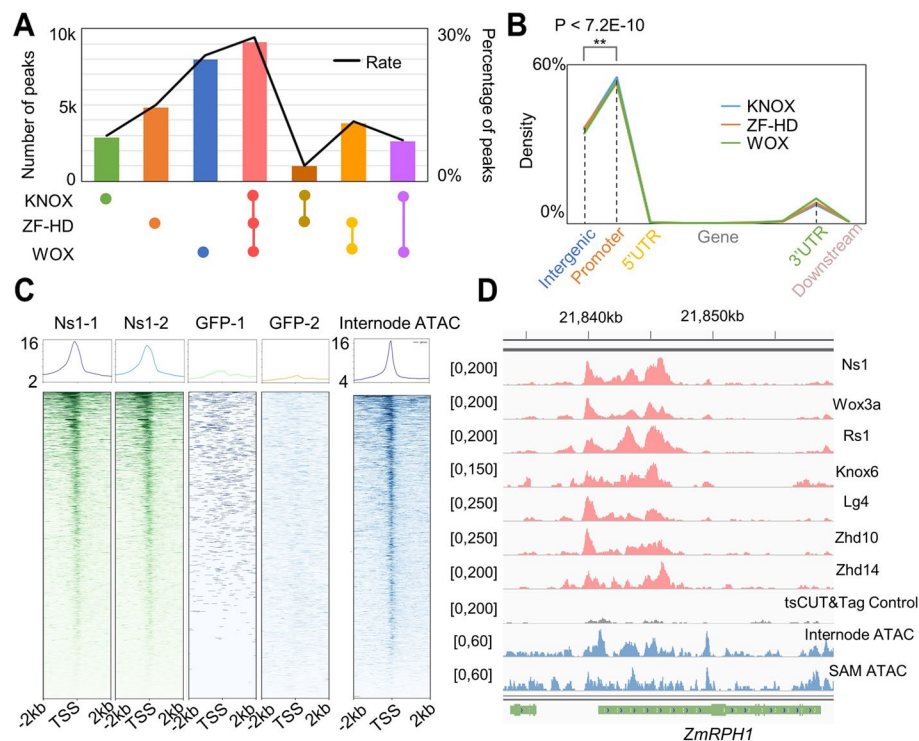 A
10k
5k
0
Number of peaks
Rate
30%
0%
Percentage of peaks
KNOX
ZF-HD
WOX
B
P < 7.2E-10
**
60%
0%
Density
KNOX
ZF-HD
WOX
Intergenic
Promoter
5'UTR
Gene
3'UTR
Downstream
C
Ns1-1 Ns1-2 GFP-1 GFP-2 Internode ATAC
16
2
16
4
-2kb TSS 2kb
-2kb TSS 2kb
-2kb TSS 2kb
-2kb TSS 2kb
-2kb TSS 2kb
D
21,840kb 21,850kb
[0,200] Ns1
[0,200] Wox3a
[0,200] Rs1
[0,150] Knox6
[0,250] Lg4
[0,250] Zhd10
[0,200] Zhd14
[0,200] tsCUT&Tag Control
[0,60] Internode ATAC
[0,60] SAM ATAC
ZmRPH1